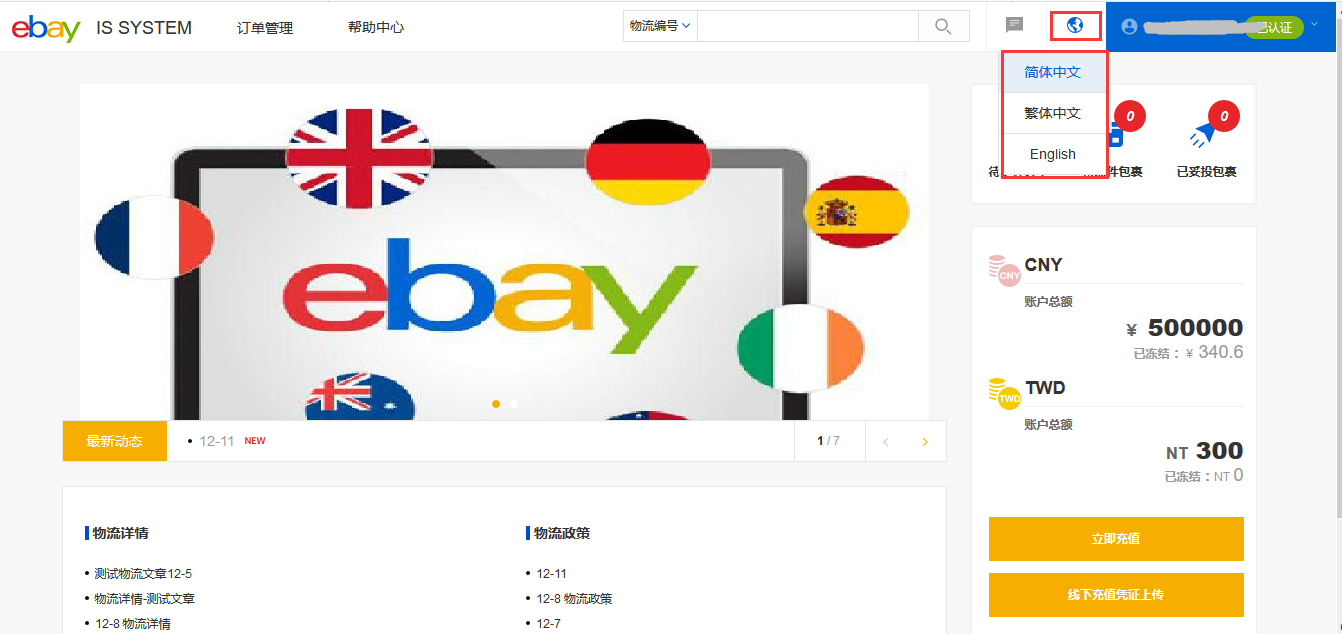 ebay IS SYSTEM 订单管理 帮助中心 物流编号 已认证
简体中文
繁体中文
English
0
0
待
件包裹
已妥投包裹
ebay
CNY
CNY
账户总额
¥ 500000
已冻结：¥ 340.6
TWD
TWD
账户总额
NT 300
已冻结：NT 0
立即充值
线下充值凭证上传
最新动态
12-11 NEW
1 / 7
物流详情
测试物流文章12-5
物流详情-测试文章
12-8 物流详情
物流政策
12-11
12-8 物流政策
12-7